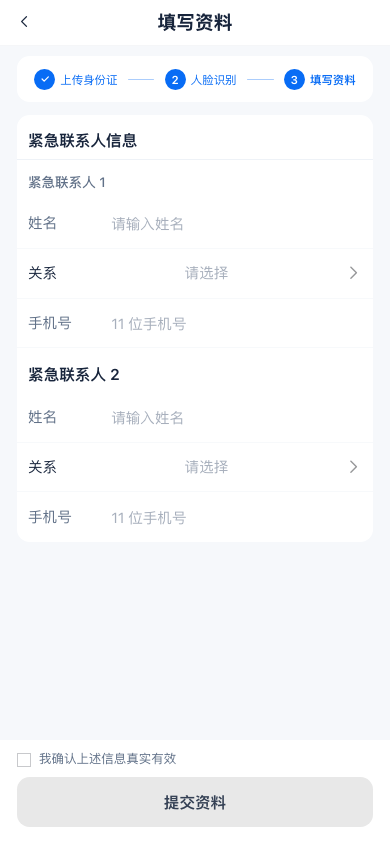 填写资料
上传身份证 2 人脸识别 3 填写资料
紧急联系人信息
紧急联系人 1
姓名 请输入姓名
关系 请选择
手机号 11 位手机号
紧急联系人 2
姓名 请输入姓名
关系 请选择
手机号 11 位手机号
我确认上述信息真实有效
提交资料